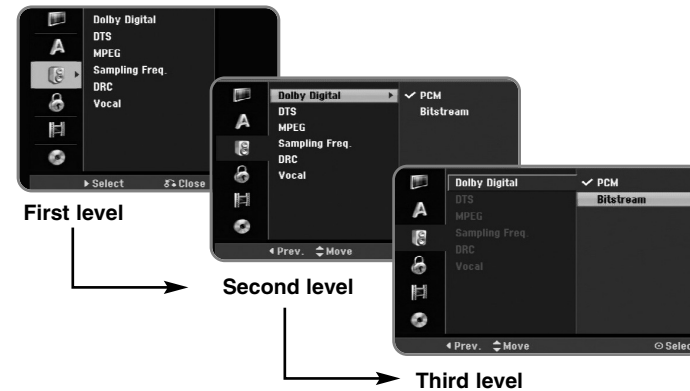 Dolby Digital
DTS
MPEG
Sampling Freq.
DRC
Vocal
Select
Close
First level
Dolby Digital
PCM
DTS
Bitstream
MPEG
Sampling Freq.
DRC
Vocal
Prev. Move
Second level
Dolby Digital
PCM
DTS
Bitstream
MPEG
Sampling Freq.
DRC
Vocal
Prev. Move
Selec
Third level